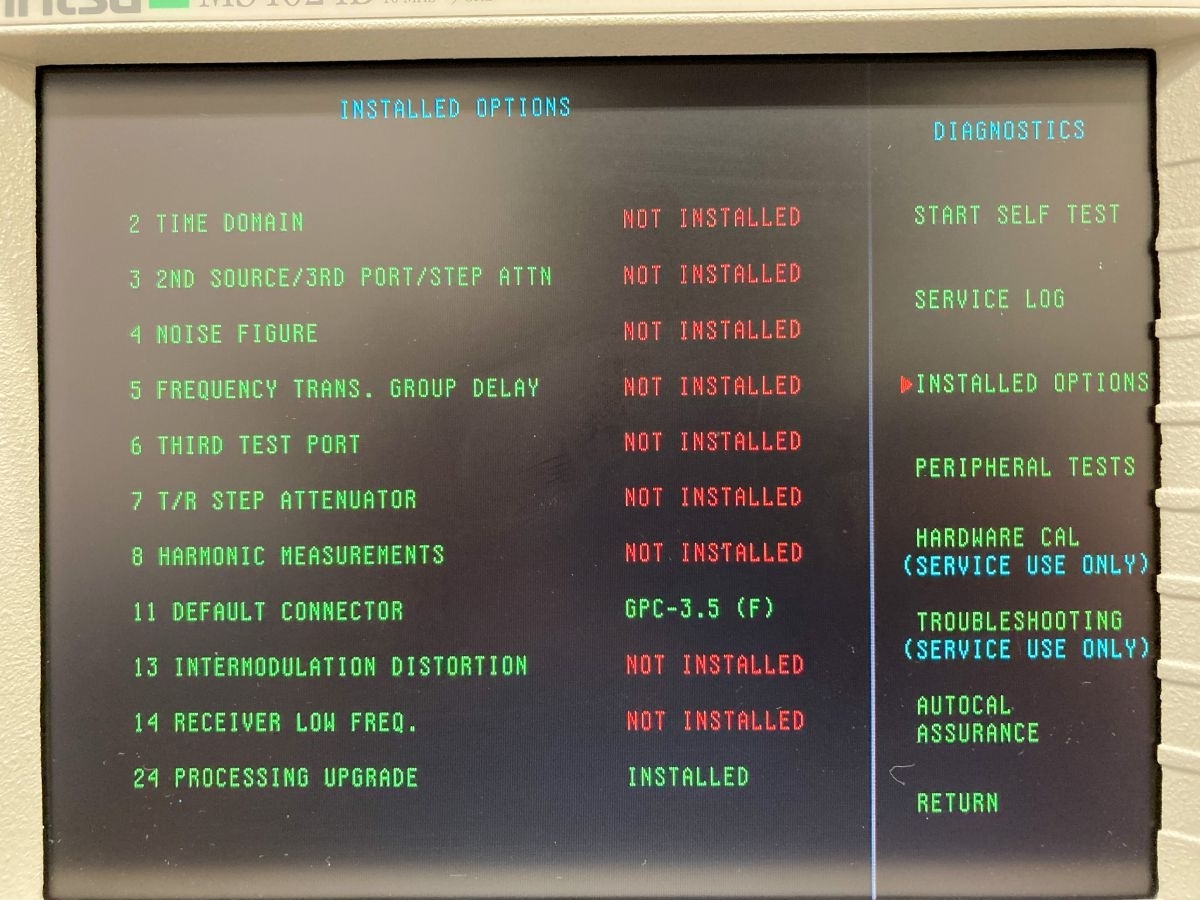 INSTALLED OPTIONS
2 TIME DOMAIN NOT INSTALLED
3 2ND SOURCE/3RD PORT/STEP ATTN NOT INSTALLED
4 NOISE FIGURE NOT INSTALLED
5 FREQUENCY TRANS. GROUP DELAY NOT INSTALLED
6 THIRD TEST PORT NOT INSTALLED
7 T/R STEP ATTENUATOR NOT INSTALLED
8 HARMONIC MEASUREMENTS NOT INSTALLED
11 DEFAULT CONNECTOR GPC-3.5 (F)
13 INTERMODULATION DISTORTION NOT INSTALLED
14 RECEIVER LOW FREQ. NOT INSTALLED
24 PROCESSING UPGRADE INSTALLED
DIAGNOSTICS
START SELF TEST
SERVICE LOG
INSTALLED OPTIONS
PERIPHERAL TESTS
HARDWARE CAL
(SERVICE USE ONLY)
TROUBLESHOOTING
(SERVICE USE ONLY)
AUTOCAL
ASSURANCE
RETURN